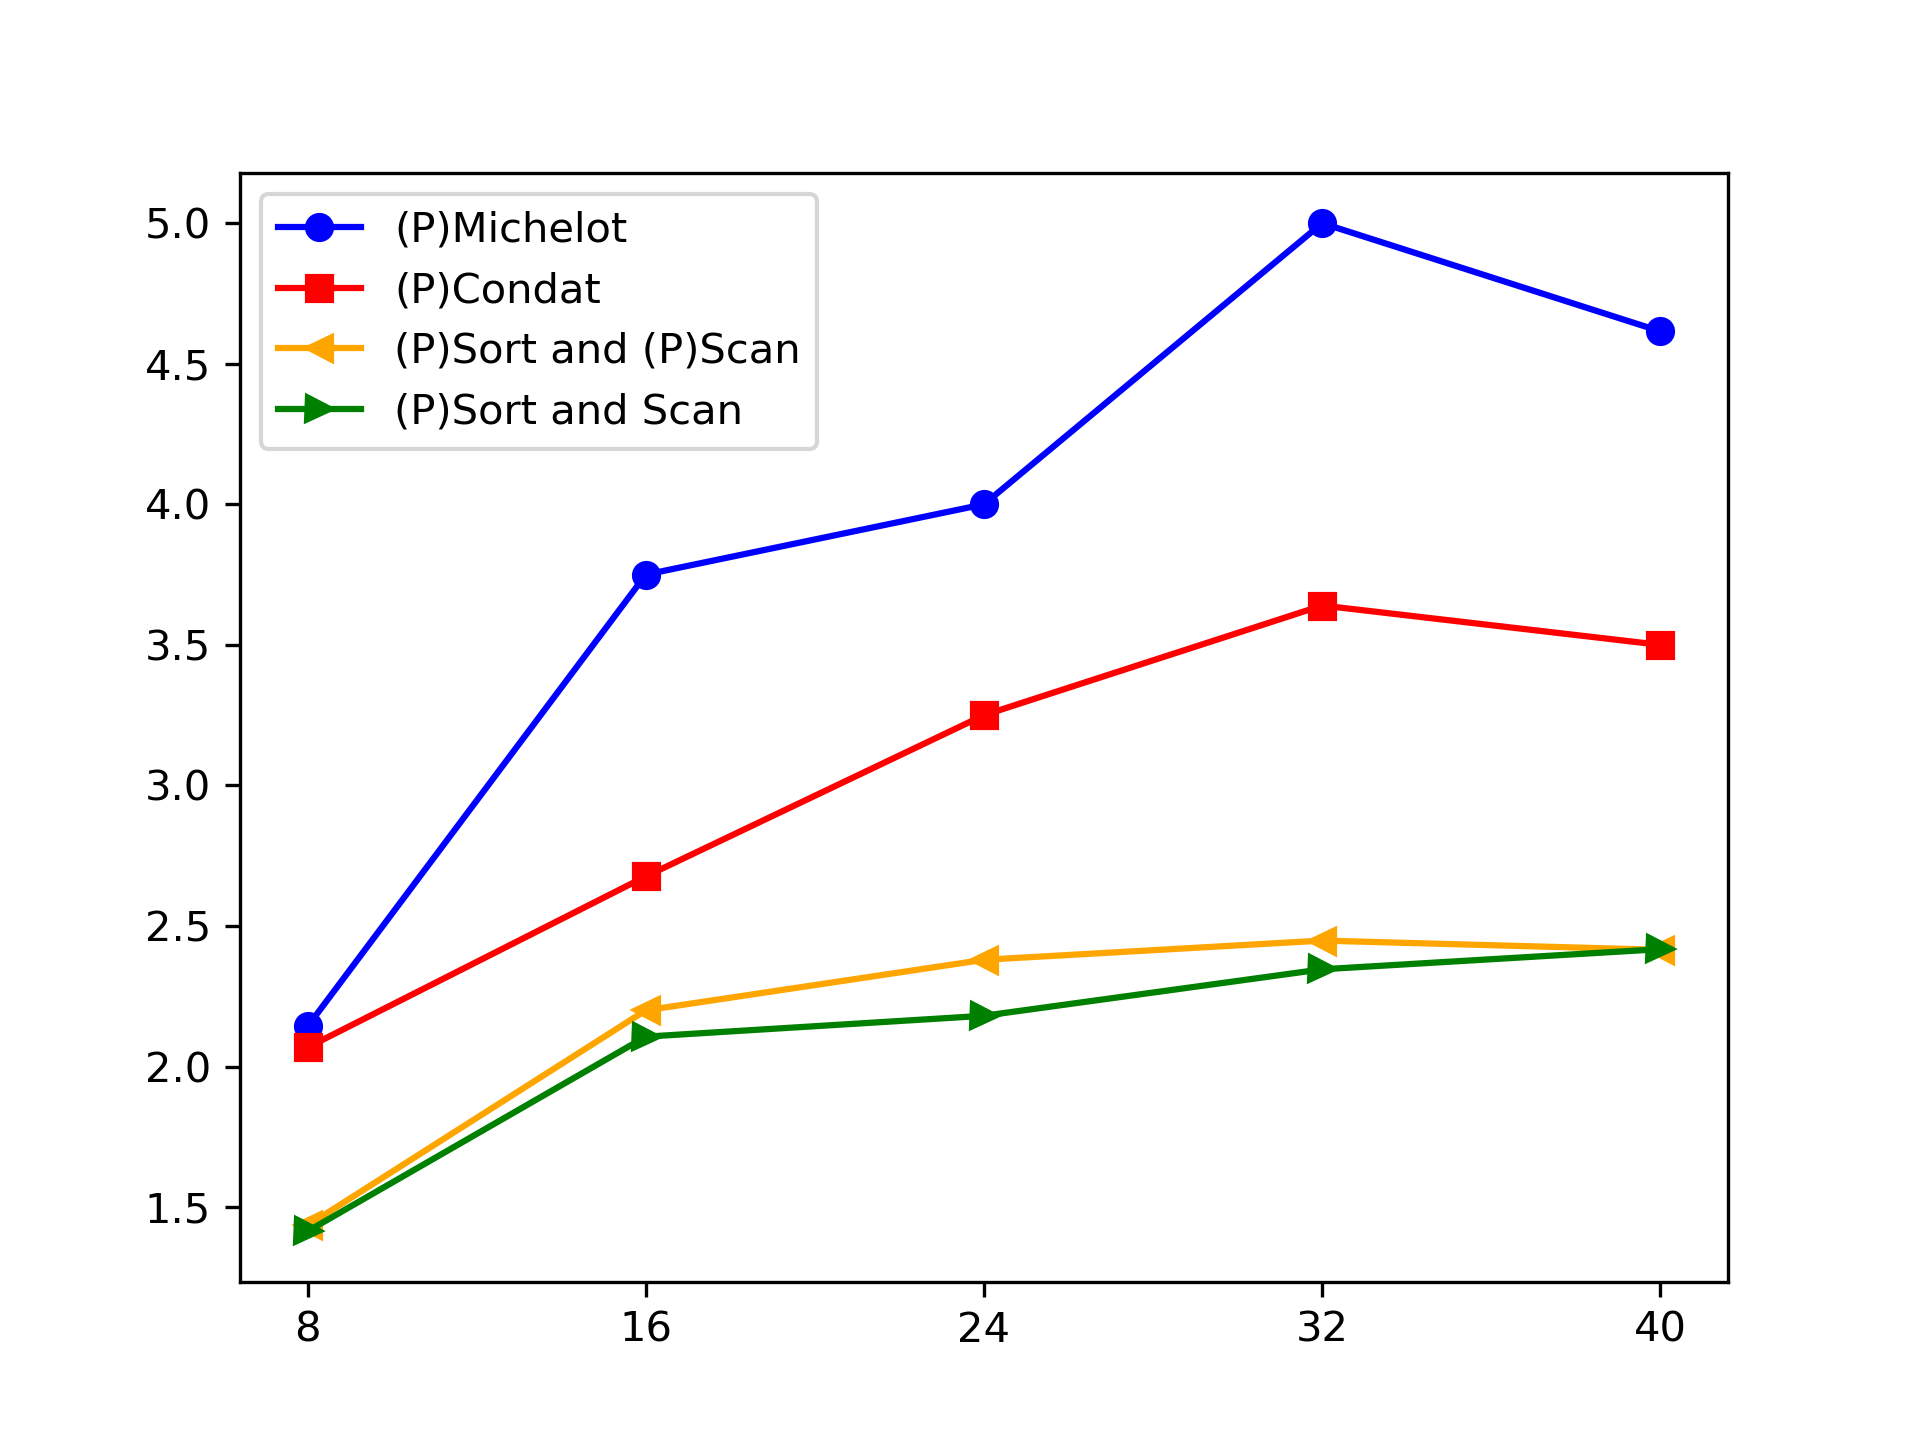 (P)Michelot
(P)Condat
(P)Sort and (P)Scan
(P)Sort and Scan
5.0
4.5
4.0
3.5
3.0
2.5
2.0
1.5
8 16 24 32 40